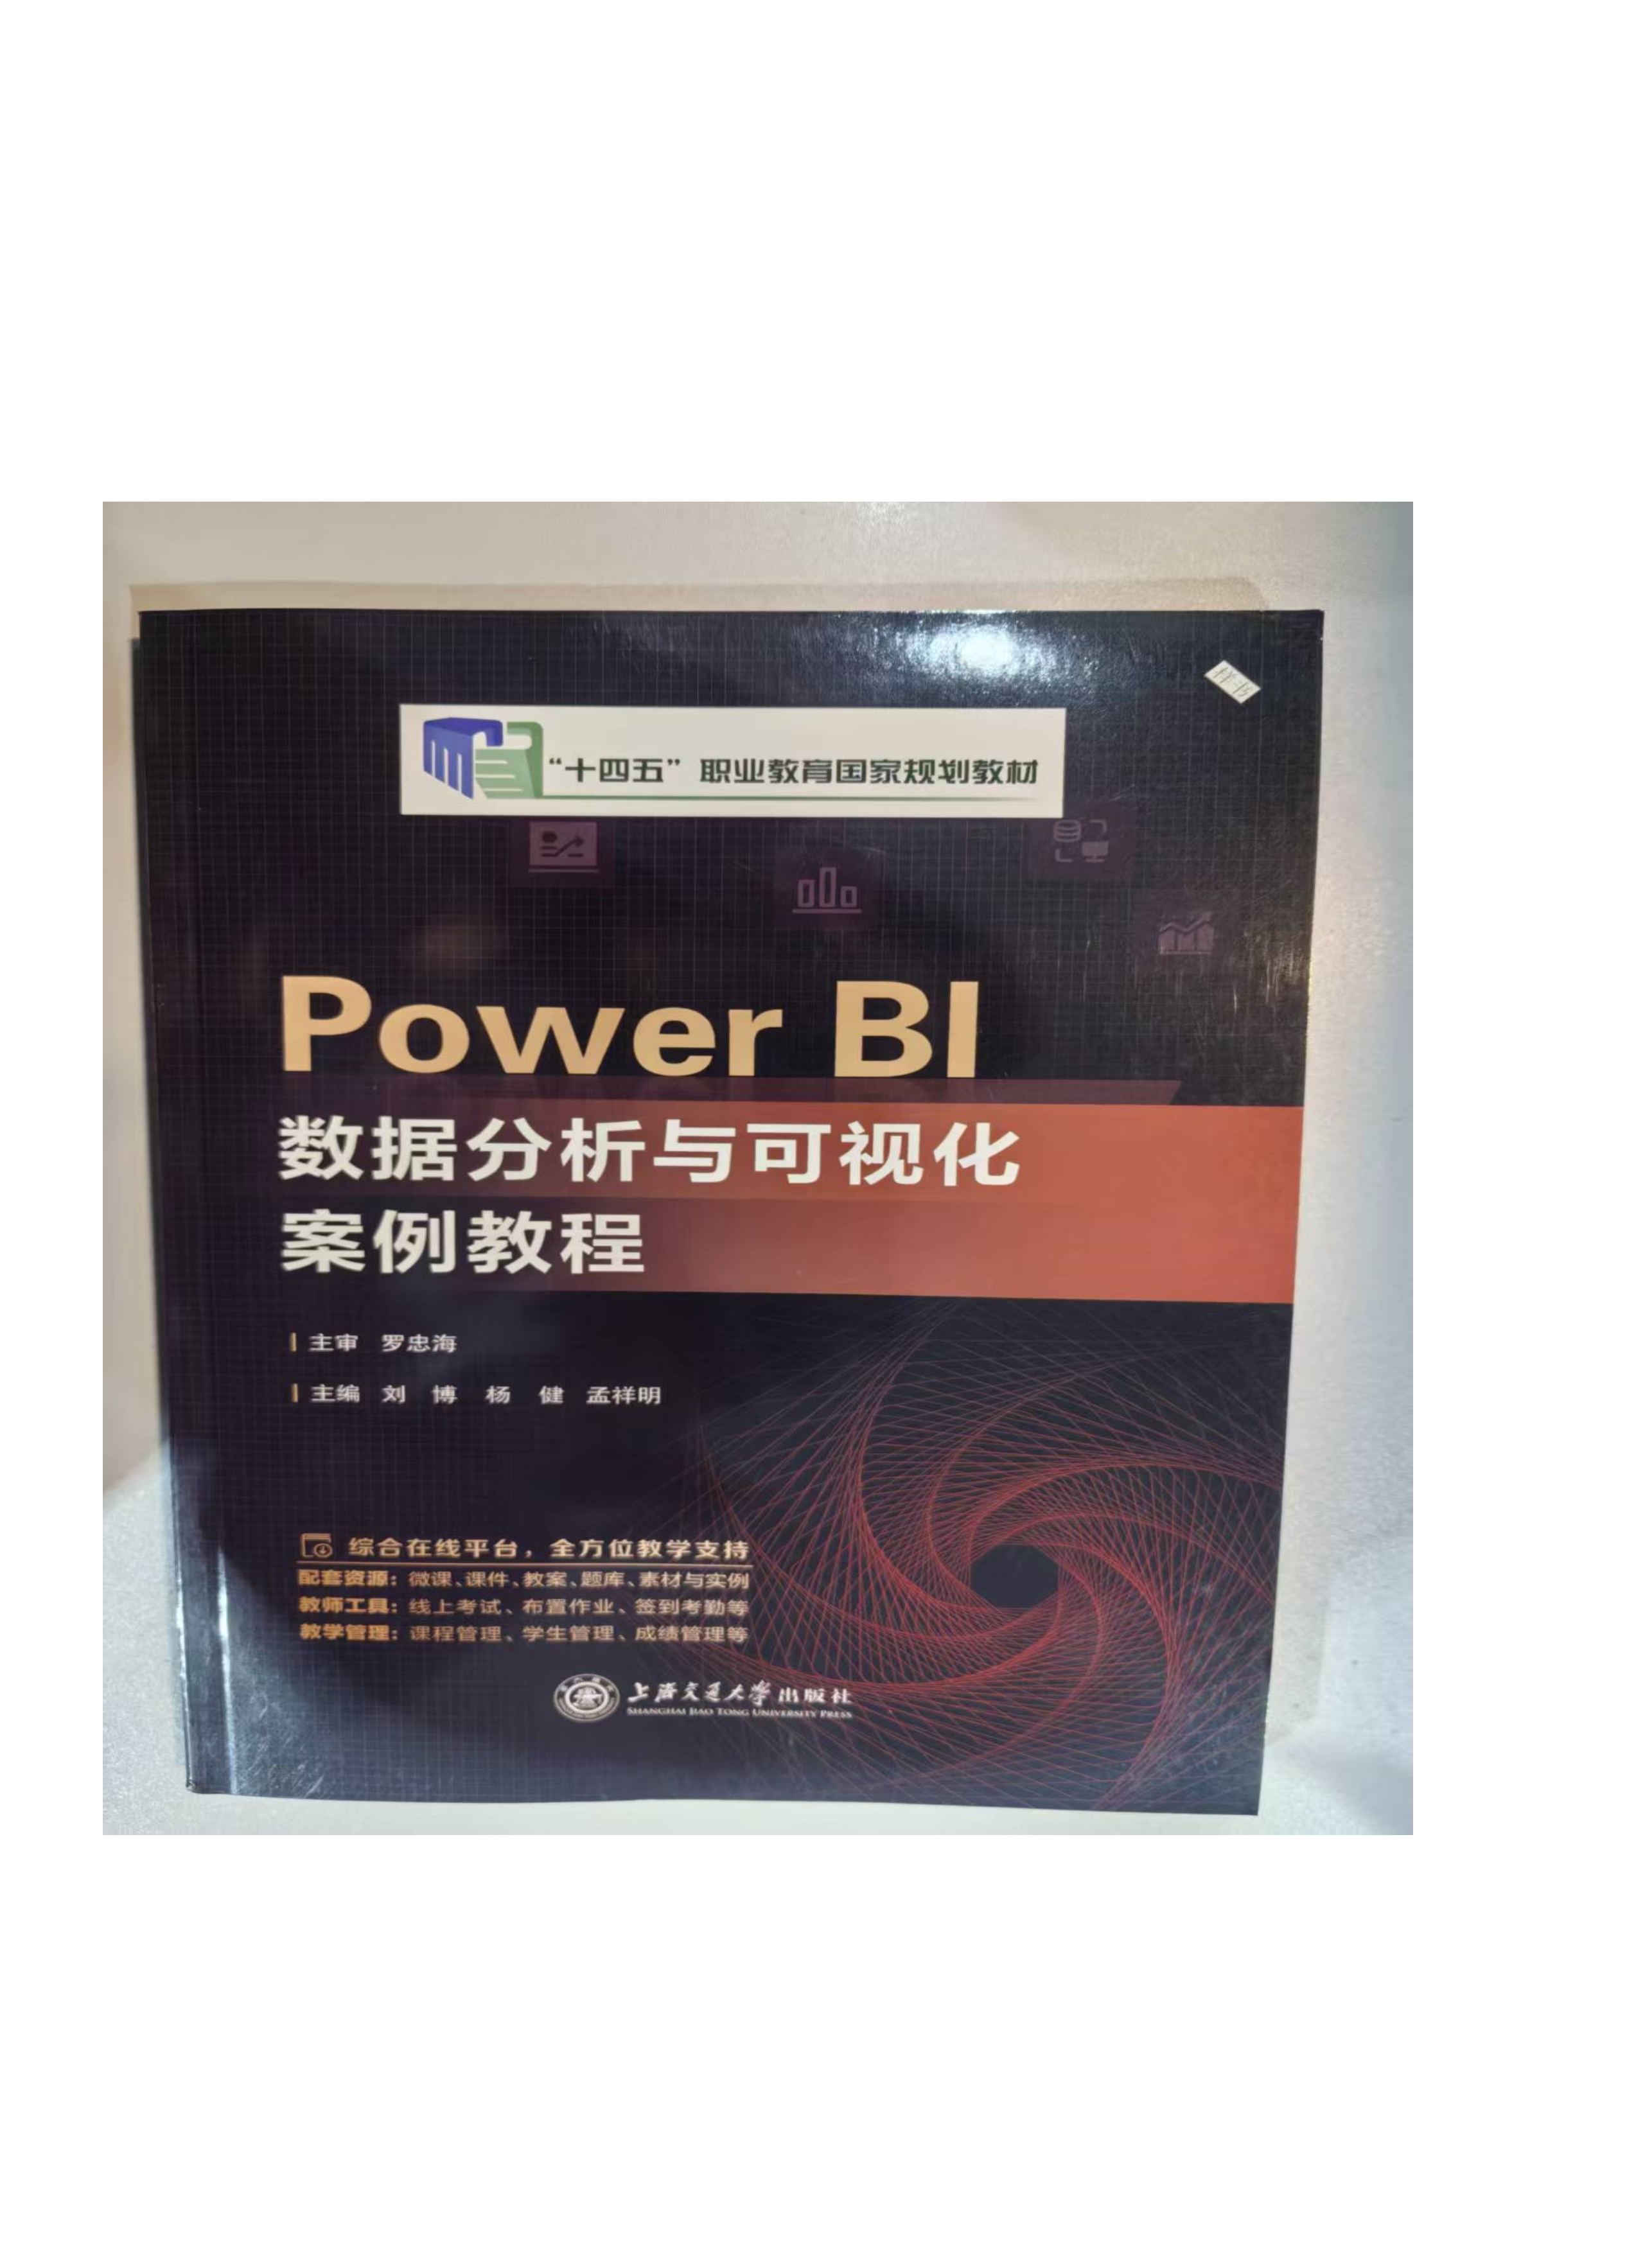 样书
“十四五”职业教育国家规划教材
Power BI
数据分析与可视化
案例教程
主审 罗忠海
主编 刘 博 杨 健 孟祥明
综合在线平台，全方位教学支持
配套资源：微课、课件、教案、题库、素材与实例
教师工具：线上考试、布置作业、签到考勤等
教学管理：课程管理、学生管理、成绩管理等
上海交通大学出版社
SHANGHAI JIAO TONG UNIVERSITY PRESS